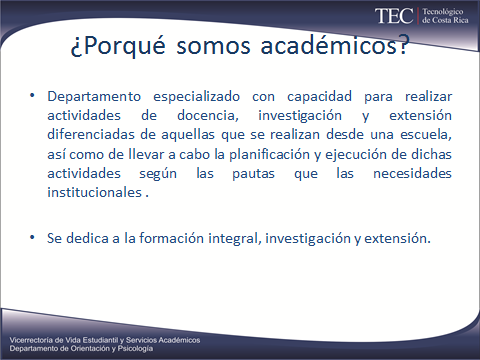 TEC | Tecnológico
de Costa Rica
¿Porqué somos académicos?
• Departamento especializado con capacidad para realizar
actividades de docencia, investigación y extensión
diferenciadas de aquellas que se realizan desde una escuela,
así como de llevar a cabo la planificación y ejecución de dichas
actividades según las pautas que las necesidades
institucionales .
• Se dedica a la formación integral, investigación y extensión.
Vicerrectoría de Vida Estudiantil y Servicios Académicos
Departamento de Orientación y Psicología